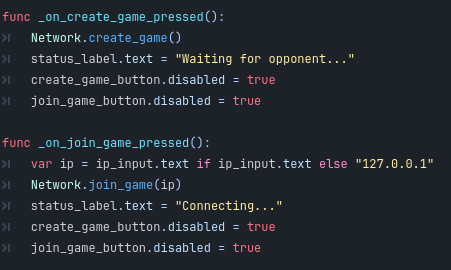 func _on_create_game_pressed():
Network.create_game()
status_label.text = "Waiting for opponent..."
create_game_button.disabled = true
join_game_button.disabled = true
func _on_join_game_pressed():
var ip = ip_input.text if ip_input.text else "127.0.0.1"
Network.join_game(ip)
status_label.text = "Connecting..."
create_game_button.disabled = true
join_game_button.disabled = true